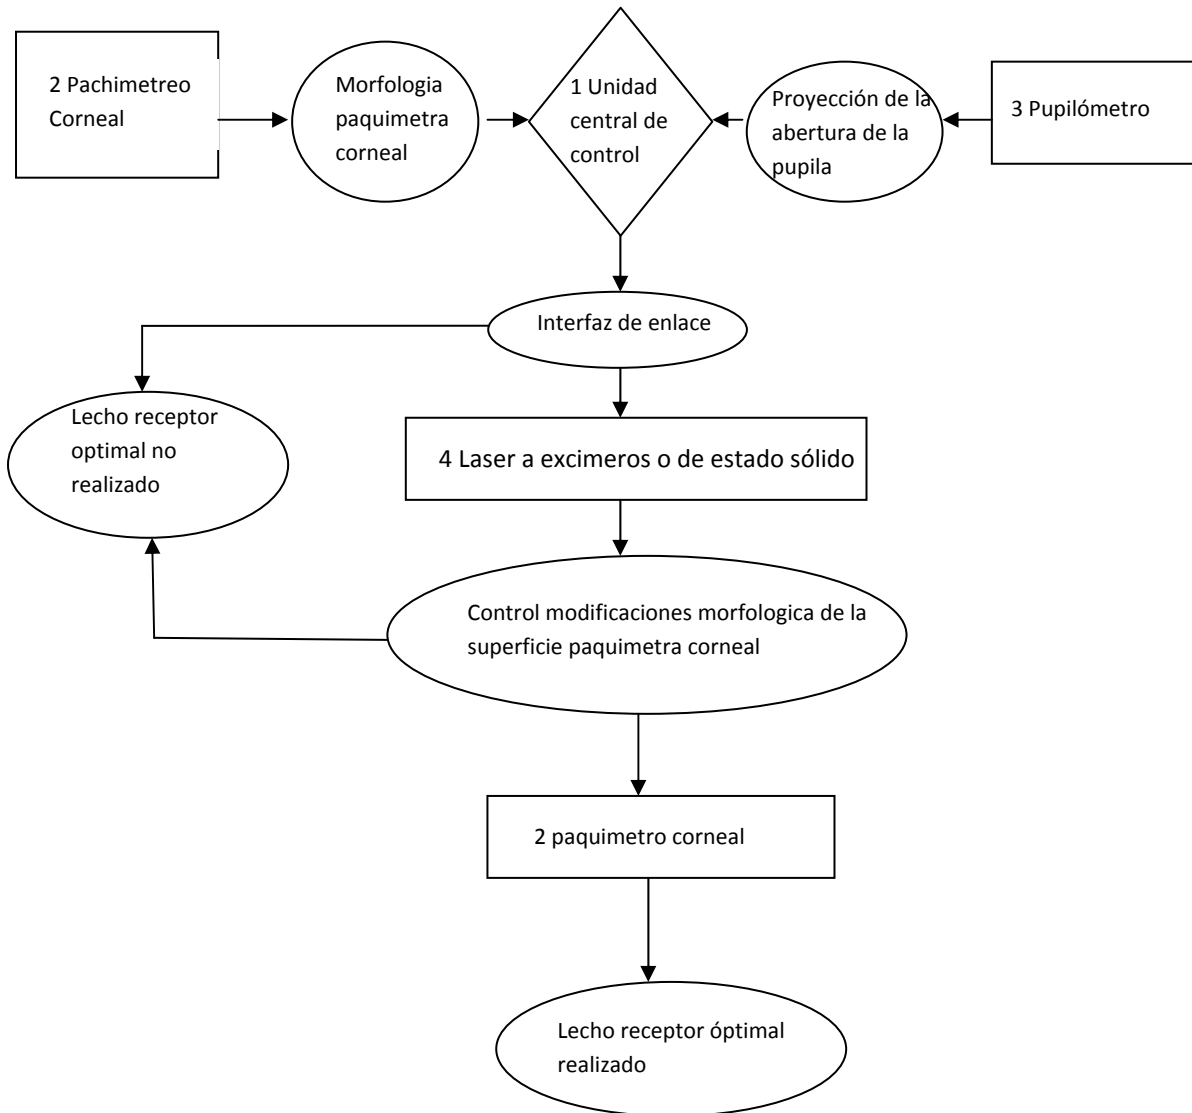 2 Pachimetreo
Corneal
Morfologia
paquimetra
corneal
1 Unidad
central de
control
Proyección de la
abertura de la
pupila
3 Pupilómetro
Interfaz de enlace
Lecho receptor
optimal no
realizado
4 Laser a excimeros o de estado sólido
Control modificaciones morfologica de la
superficie paquimetra corneal
2 paquimetro corneal
Lecho receptor óptimal
realizado